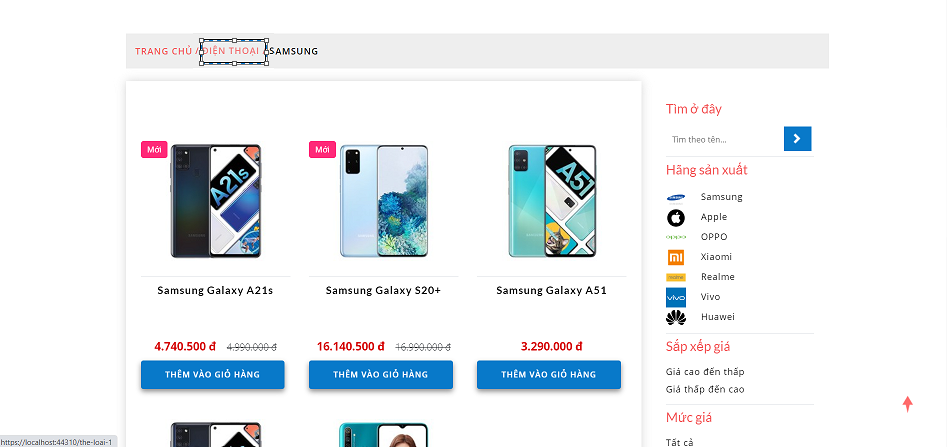 TRANG CHỦ / ĐIỆN THOẠI / SAMSUNG
Tìm ở đây
Tìm theo tên...
Hãng sản xuất
Samsung
Apple
OPPO
Xiaomi
Realme
Vivo
Huawei
Sắp xếp giá
Giá cao đến thấp
Giá thấp đến cao
Mức giá
Tất cả
Mới
A21s
Mới
A51
Samsung Galaxy A21s
Samsung Galaxy S20+
Samsung Galaxy A51
4.740.500 đ 4.990.000 đ
16.140.500 đ 16.990.000 đ
3.290.000 đ
THÊM VÀO GIỎ HÀNG
THÊM VÀO GIỎ HÀNG
THÊM VÀO GIỎ HÀNG
https://localhost:44310/the-loai-1